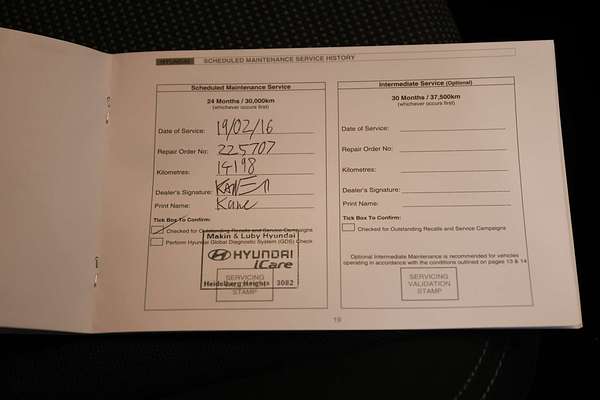 HYUNDAI SCHEDULED MAINTENANCE SERVICE HISTORY
Scheduled Maintenance Service
24 Months / 30,000km
(whichever occurs first)
Date of Service: 19/02/16
Repair Order No: 225707
Kilometres: 14198
Dealer's Signature:
Print Name: Kane
Tick Box To Confirm:
Checked for Outstanding Recalls and Service Campaigns
Perform Hyundai Global Diagnostic System (GDS) Check
Makin & Luby Hyundai
HYUNDAI
iCare
Heidelberg Heights 3082
SERVICING
VALIDATION
STAMP
Intermediate Service (Optional)
30 Months / 37,500km
(whichever occurs first)
Date of Service:
Repair Order No:
Kilometres:
Dealer's Signature:
Print Name:
Tick Box To Confirm:
Checked for Outstanding Recalls and Service Campaigns
Optional Intermediate Maintenance is recommended for vehicles
operating in accordance with the conditions outlined on pages 13 & 14
SERVICING
VALIDATION
STAMP
19